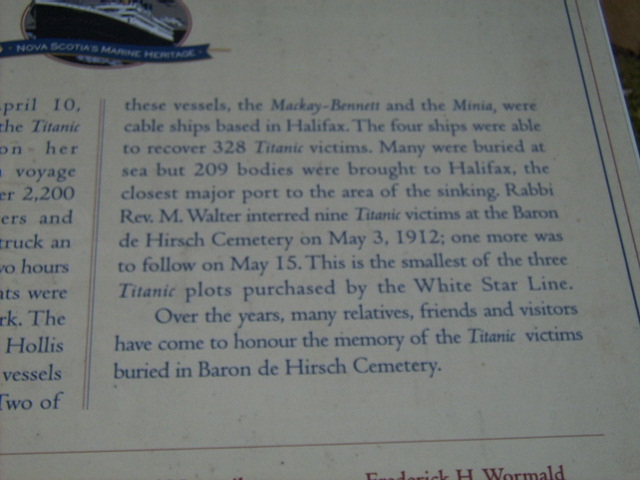 NOVA SCOTIA'S MARINE HERITAGE
April 10,
the Titanic
on her
voyage
2,200
and
an
two hours
were
The
Hollis
vessels
Two of
these vessels, the Mackay-Bennett and the Minia, were
cable ships based in Halifax. The four ships were able
to recover 328 Titanic victims. Many were buried at
sea but 209 bodies were brought to Halifax, the
closest major port to the area of the sinking. Rabbi
Rev. M. Walter interred nine Titanic victims at the Baron
de Hirsch Cemetery on May 3, 1912; one more was
to follow on May 15. This is the smallest of the three
Titanic plots purchased by the White Star Line.
Over the years, many relatives, friends and visitors
have come to honour the memory of the Titanic victims
buried in Baron de Hirsch Cemetery.
Frederick H. Wormald